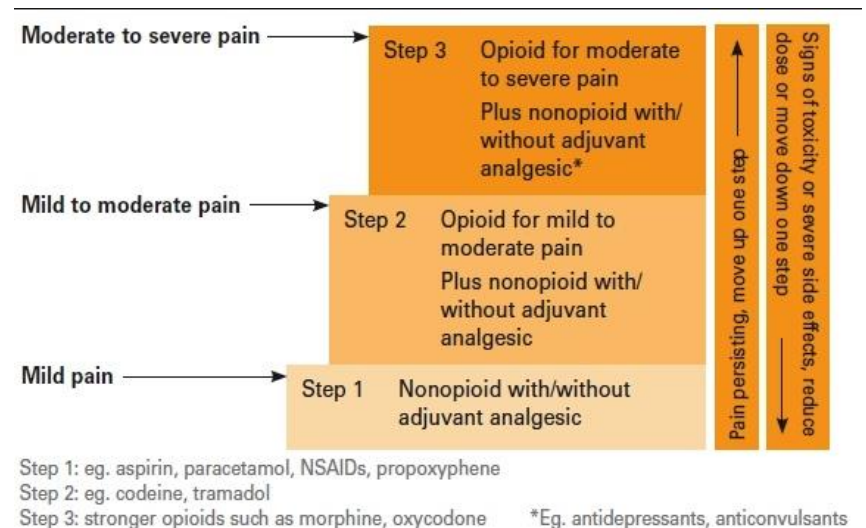 Moderate to severe pain
Step 3 Opioid for moderate
to severe pain
Plus nonopioid with/
without adjuvant
analgesic*
Mild to moderate pain
Step 2 Opioid for mild to
moderate pain
Plus nonopioid with/
without adjuvant
analgesic
Mild pain
Step 1 Nonopioid with/without
adjuvant analgesic
Pain persisting, move up one step
Signs of toxicity or severe side effects, reduce
dose or move down one step
Step 1: eg. aspirin, paracetamol, NSAIDs, propoxyphene
Step 2: eg. codeine, tramadol
Step 3: stronger opioids such as morphine, oxycodone *Eg. antidepressants, anticonvulsants